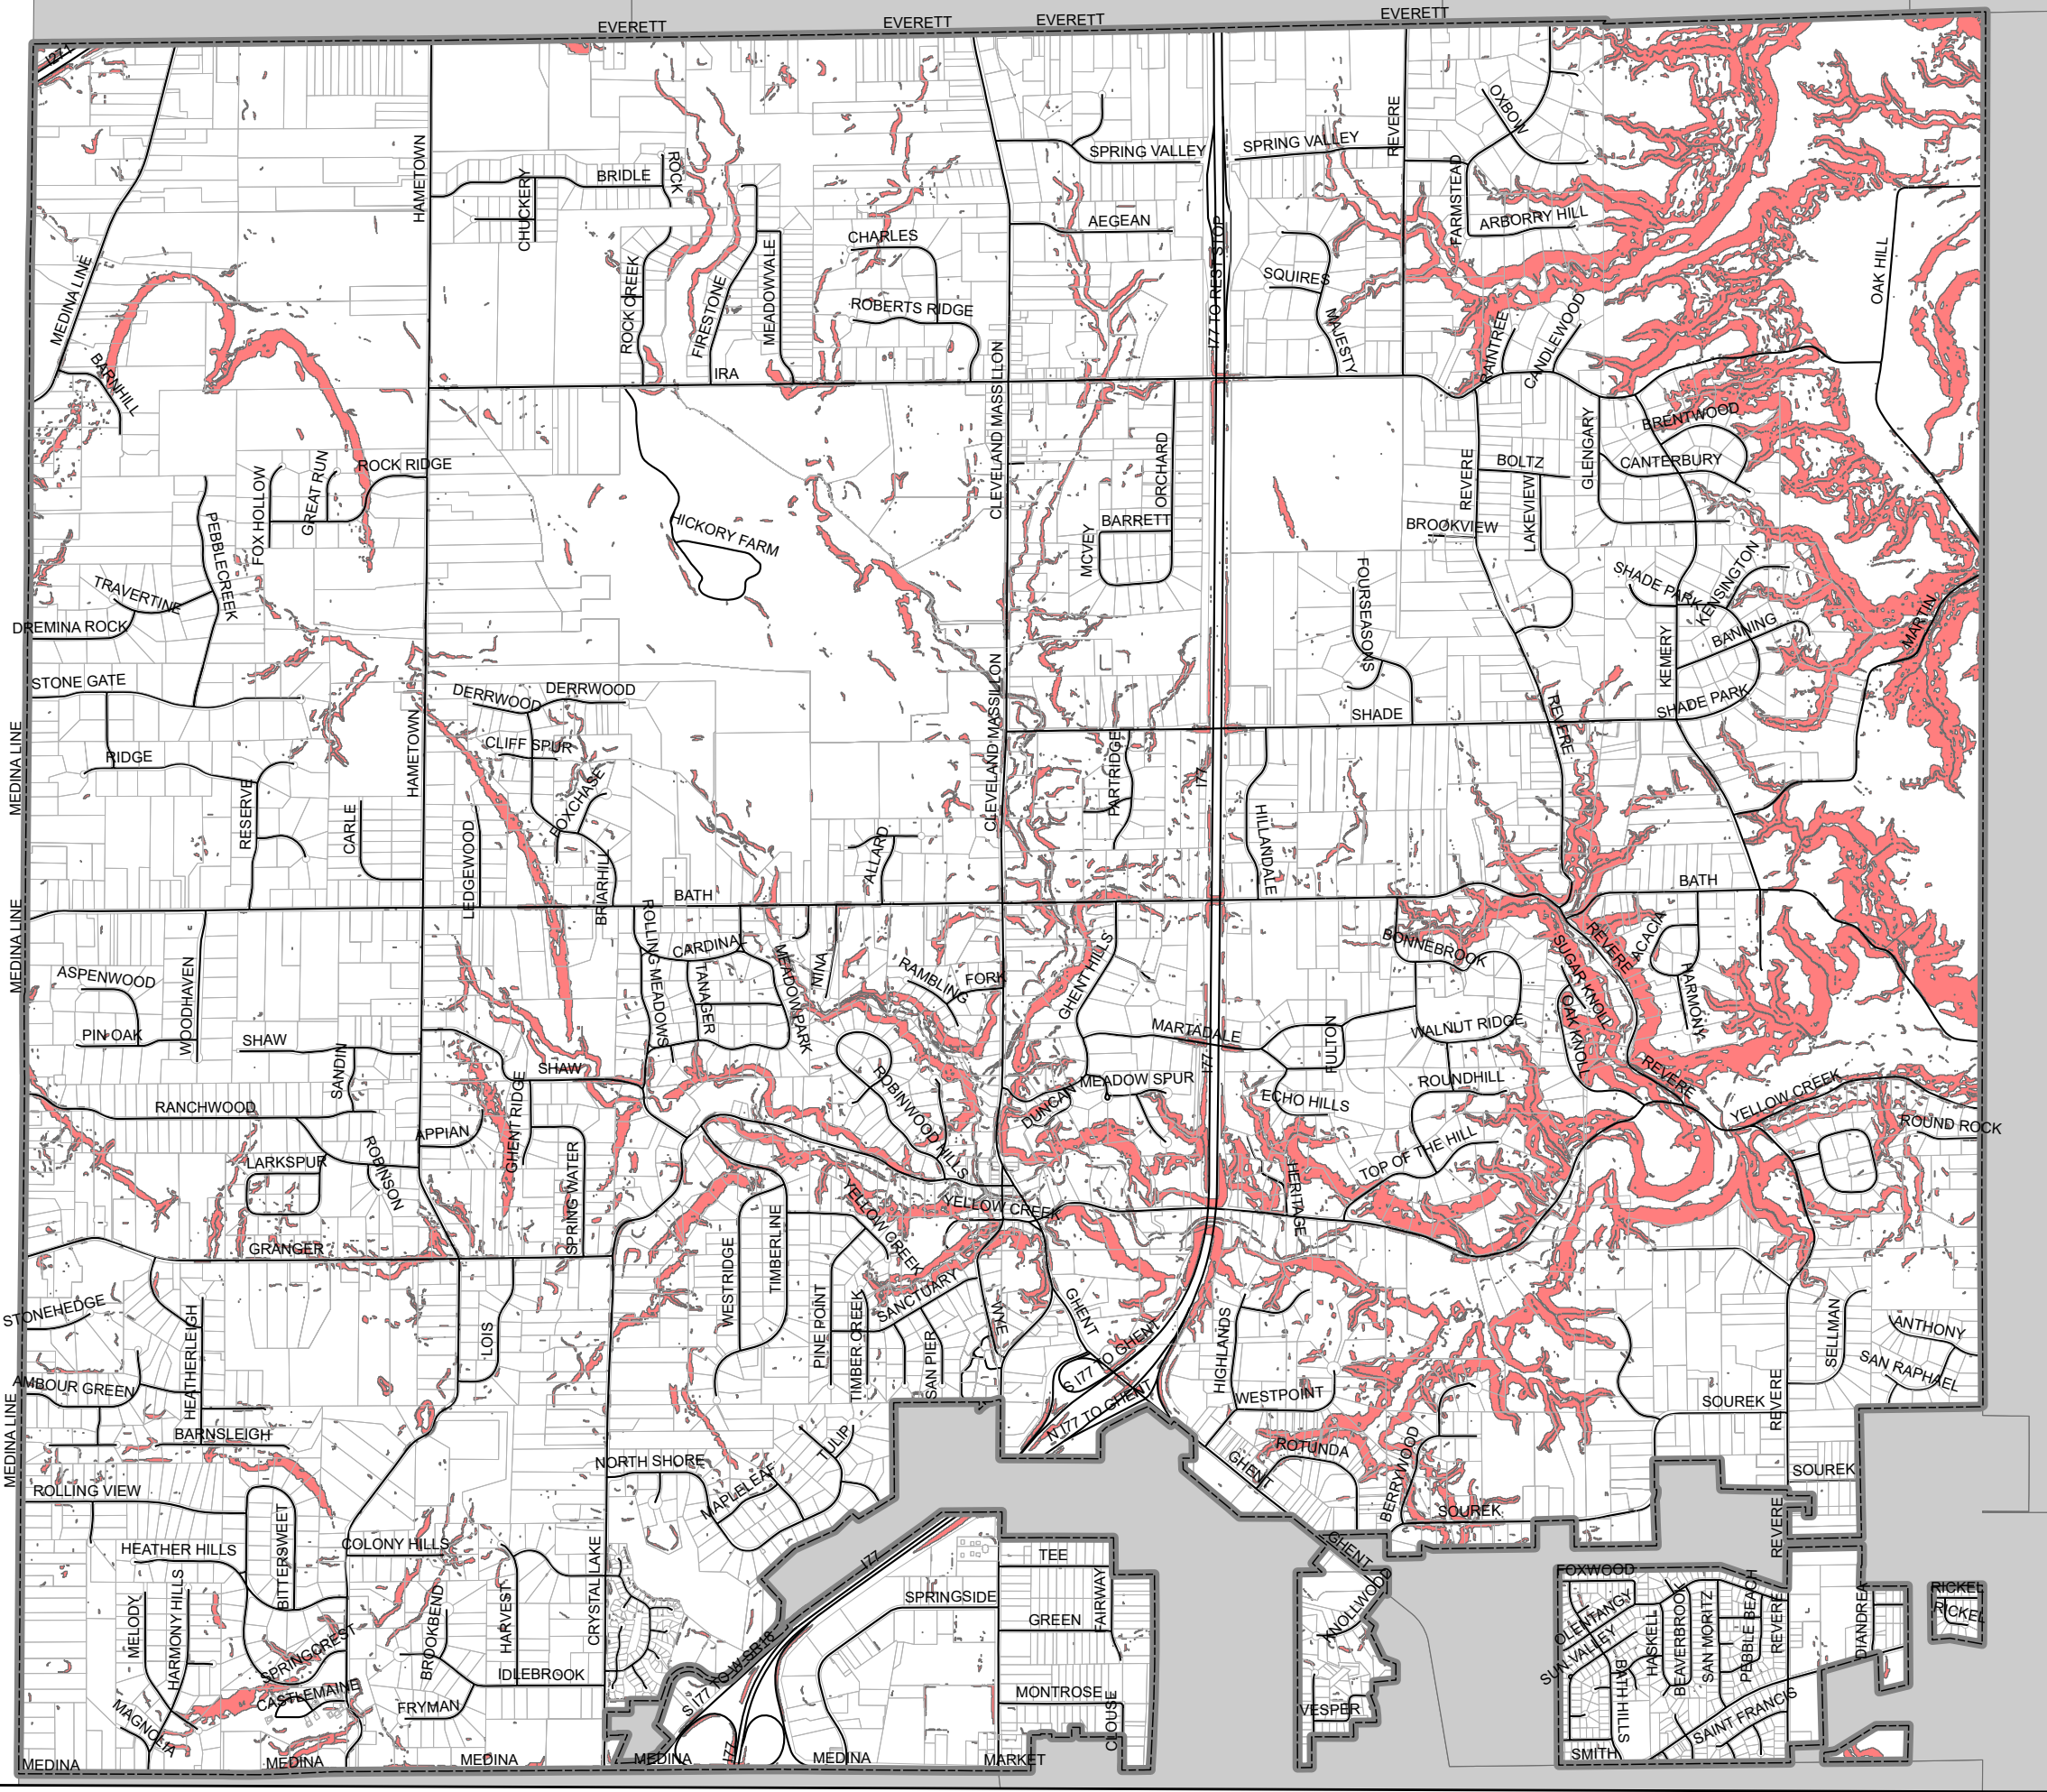 EVERETT
EVERETT
EVERETT
EVERETT
I271
OXBOW
REVERE
HAMETOWN
ROCK
BRIDLE
CHUCKERY
SPRING VALLEY
SPRING VALLEY
FARMSTEAD
ARBORRY HILL
AEGEAN
CHARLES
MEDINA LINE
ROCK CREEK
FIRESTONE
MEADOWVALE
I77 TO REST STOP
SQUIRES
OAK HILL
ROBERTS RIDGE
MAJESTY
RAINTREE
CANDLEWOOD
BARNHILL
IRA
CLEVELAND MASSILLON
BRENTWOOD
GLENGARY
CANTERBURY
BOLTZ
REVERE
ORCHARD
ROCK RIDGE
GREAT RUN
FOX HOLLOW
LAKEVIEW
BROOKVIEW
BARRETT
MCVEY
HICKORY FARM
PEBBLECREEK
TRAVERTINE
DREMINA ROCK
FOURSEASONS
SHADE PARK
KENSINGTON
BANNING
KEMERY
MARTIN
STONE GATE
DERRWOOD
DERRWOOD
CLEVELAND MASSILLON
SHADE
REVERE
SHADE PARK
MEDINA LINE
RIDGE
HAMETOWN
CLIFF SPUR
FOXCHASE
PARTRIDGE
I77
RESERVE
CARLE
LEDGEWOOD
BRIARHILL
ALLARD
HILLANDALE
BATH
BATH
MEDINA LINE
ROLLING MEADOWS
CARDINAL
TANAGER
MEADOWPARK
NINA
RAMBLING
FORK
GHENT HILLS
BONNEBROOK
SUGAR KNOLL
REVERE
ACACIA
HARMONY
OAK KNOLL
ASPENWOOD
WOODHAVEN
PIN OAK
SHAW
SANDIN
SHAW
MARTADALE
FULTON
WALNUT RIDGE
I77
RANCHWOOD
GHENT RIDGE
ROBINWOOD HILLS
DUNCAN
MEADOW SPUR
ECHO HILLS
ROUNDHILL
REVERE
YELLOW CREEK
ROUND ROCK
APPIAN
ROBINSON
LARKSPUR
SPRING WATER
TOP OF THE HILL
HERITAGE
YELLOW CREEK
YELLOW CREEK
GRANGER
WESTRIDGE
TIMBERLINE
PINE POINT
TIMBER CREEK
SANCTUARY
SAN PIER
WYE
GHENT
S I77 TO GHENT
N I77 TO GHENT
HIGHLANDS
WESTPOINT
STONEHEDGE
HEATHERLEIGH
LOIS
AMBOUR GREEN
SELLMAN
ANTHONY
SAN RAPHAEL
SOUREK
REVERE
MEDINA LINE
BARNSLEIGH
NORTH SHORE
MAPLELEAF
TULIP
GHENT
ROTUNDA
BERRYWOOD
SOUREK
SOUREK
ROLLING VIEW
BITTERSWEET
HEATHER HILLS
COLONY HILLS
CRYSTAL LAKE
I77
TEE
GHENT
REVERE
KNOLLWOOD
FOXWOOD
MELODY
HARMONY HILLS
BROOKBEND
HARVEST
SPRINGSIDE
GREEN
FAIRWAY
OLENTANGY
SUN VALLEY
HASKELL
BEAVERBROOK
SAN MORITZ
PEBBLE BEACH
REVERE
DIANDREA
RICKEL
RICKEL
SPRINGCREST
CASTLEMAINE
IDLEBROOK
FRYMAN
S I77 TO W SR18
MONTROSE
CLOUSE
VESPER
BATH HILLS
SAINT FRANCIS
MAGNOLIA
MEDINA
MEDINA
MEDINA
MEDINA
I77
MEDINA
MARKET
SMITH